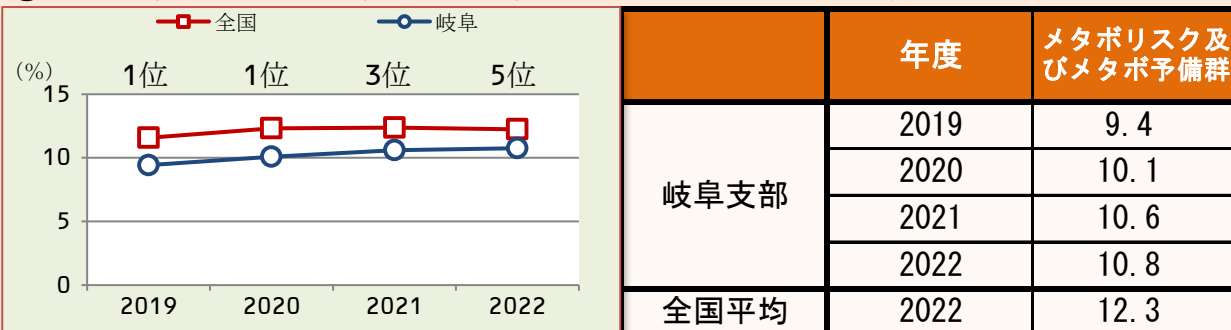 全国
岐阜
(%)
1位 1位 3位 5位
15
10
5
0
2019 2020 2021 2022
年度 メタボリスク及
びメタボ予備群
岐阜支部
2019 9.4
2020 10.1
2021 10.6
2022 10.8
全国平均 2022 12.3